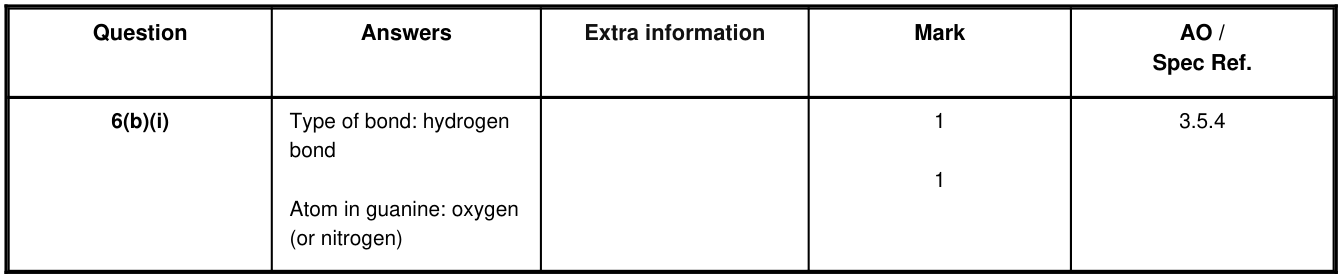 Question Answers Extra information Mark AO /
Spec Ref.
6(b)(i) Type of bond: hydrogen 1 3.5.4
bond
1
Atom in guanine: oxygen
(or nitrogen)